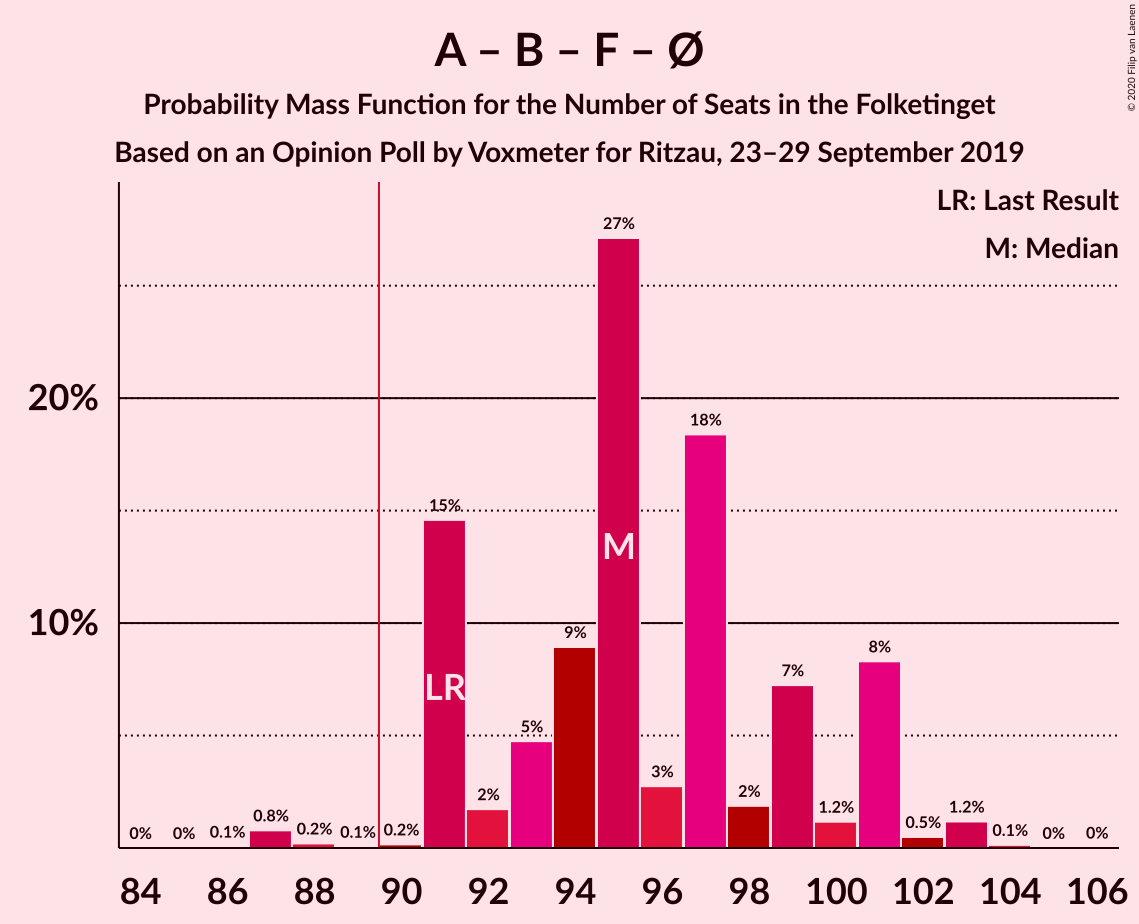 A – B – F – Ø
Probability Mass Function for the Number of Seats in the Folketinget
Based on an Opinion Poll by Voxmeter for Ritzau, 23–29 September 2019
© 2020 Filip van Laenen
LR: Last Result
M: Median
20%
10%
0%
0%
0.1%
0.8%
0.2%
0.1%
0.2%
15%
2%
5%
9%
27%
3%
18%
2%
7%
1.2%
8%
0.5%
1.2%
0.1%
0%
0%
LR
M
84 86 88 90 92 94 96 98 100 102 104 106